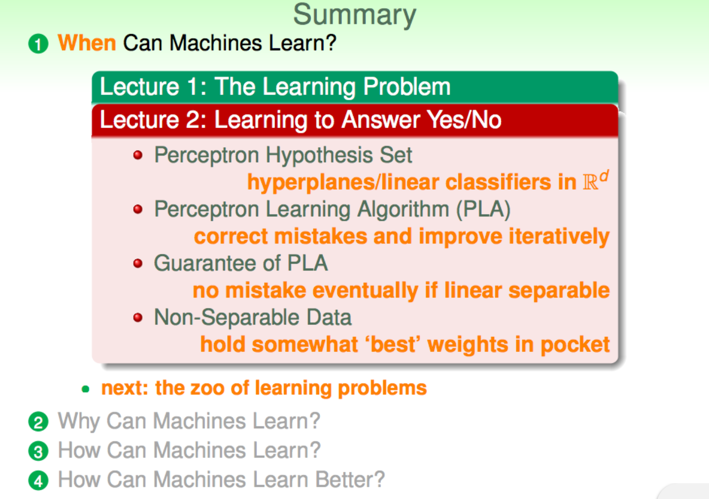 Summary
1 When Can Machines Learn?
Lecture 1: The Learning Problem
Lecture 2: Learning to Answer Yes/No
• Perceptron Hypothesis Set
hyperplanes/linear classifiers in ℝᵈ
• Perceptron Learning Algorithm (PLA)
correct mistakes and improve iteratively
• Guarantee of PLA
no mistake eventually if linear separable
• Non-Separable Data
hold somewhat ‘best’ weights in pocket
• next: the zoo of learning problems
2 Why Can Machines Learn?
3 How Can Machines Learn?
4 How Can Machines Learn Better?